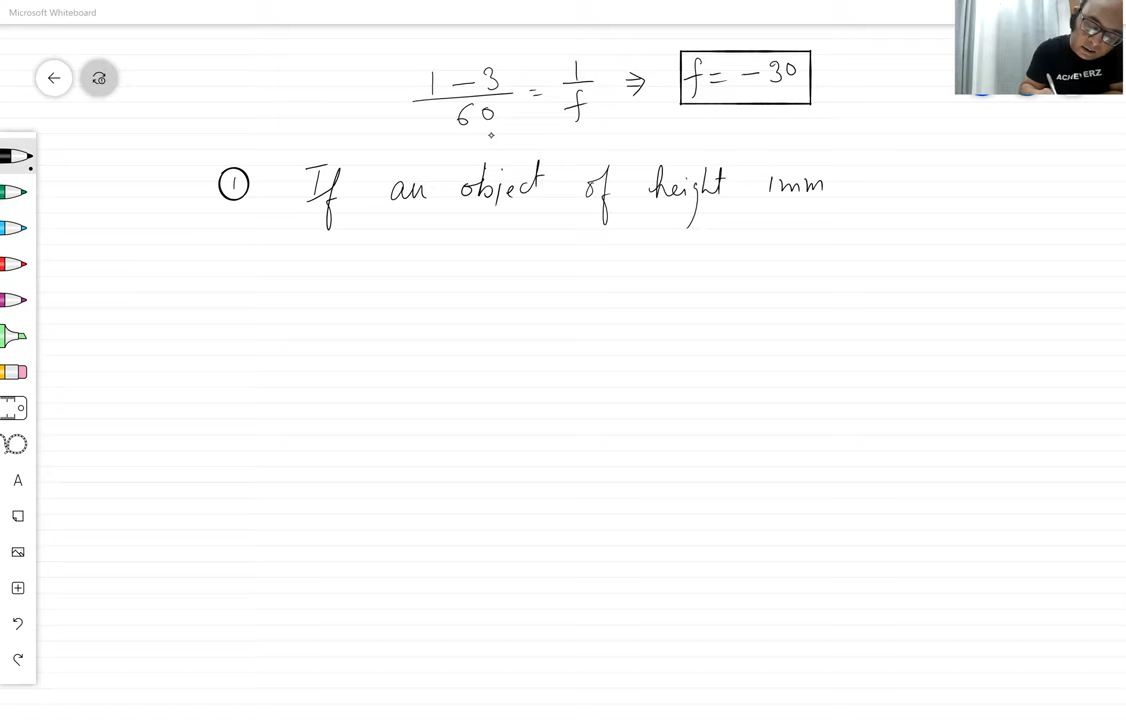 Microsoft Whiteboard
1 - 3 / 60 = 1 / f ⇒ f = - 30
① If an object of height 1mm
A